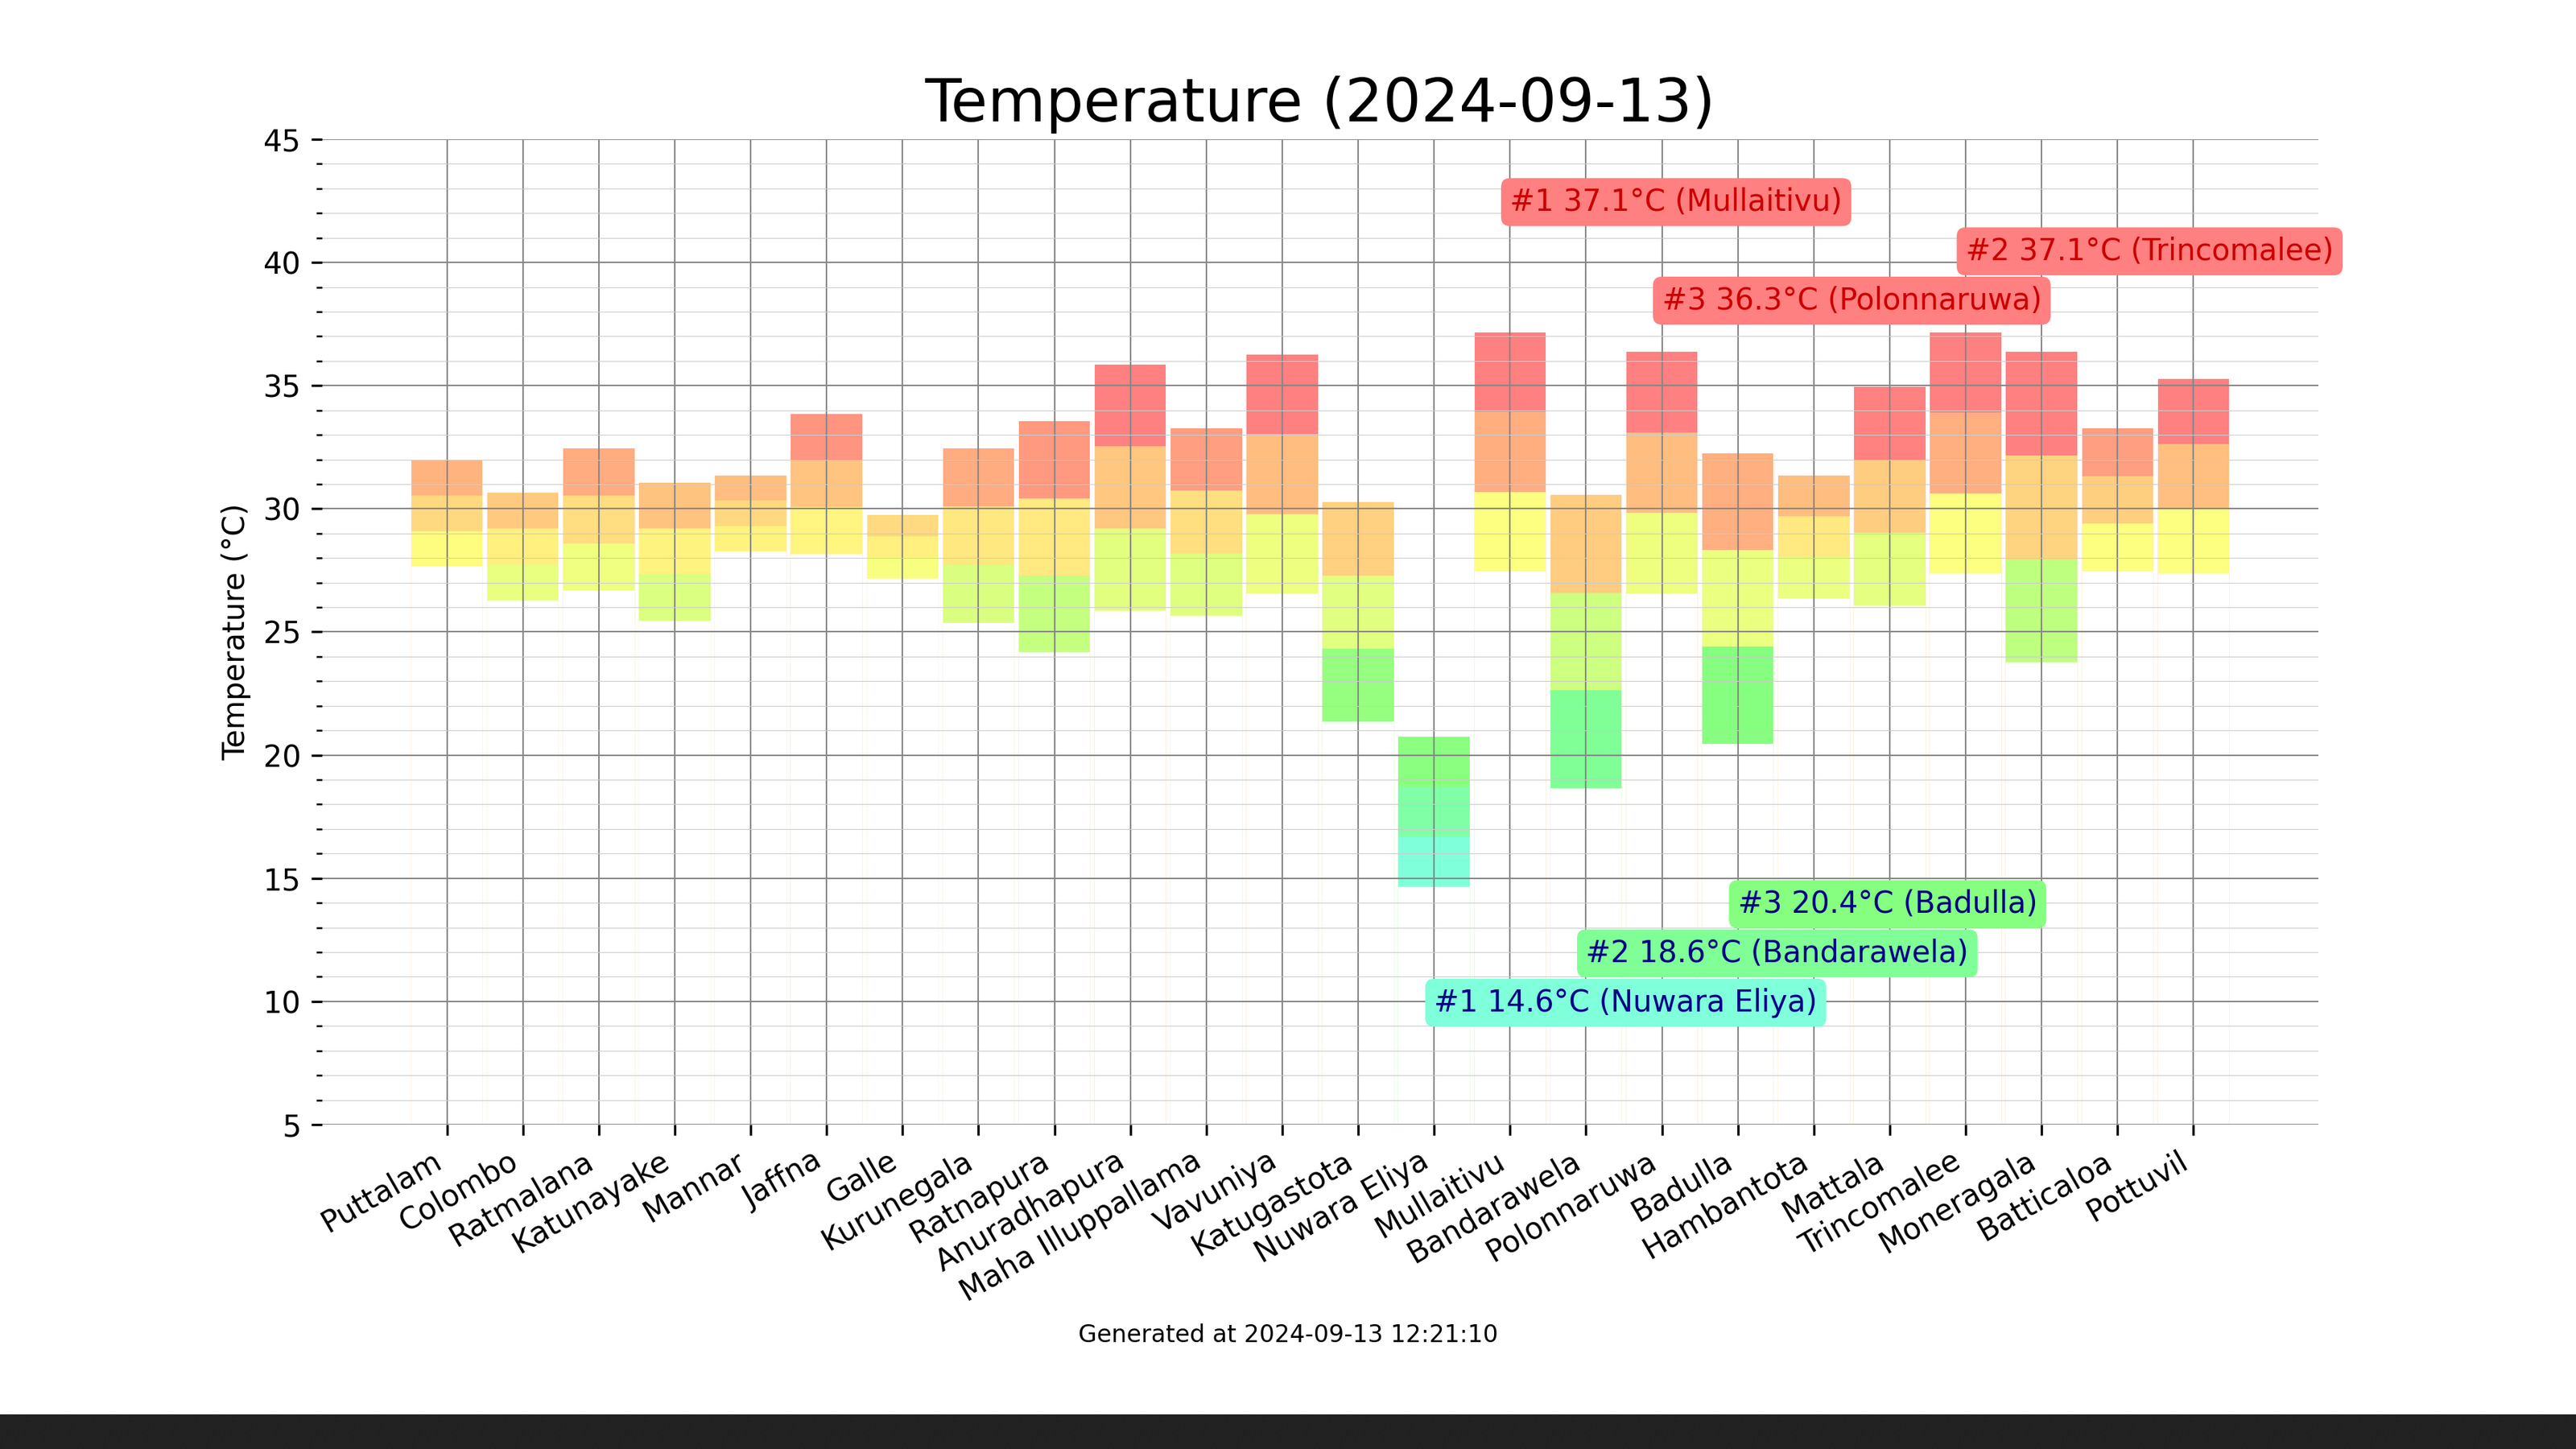 Temperature (2024-09-13)
45
40
35
30
25
20
15
10
5
Temperature (°C)
#1 37.1°C (Mullaitivu)
#2 37.1°C (Trincomalee)
#3 36.3°C (Polonnaruwa)
#3 20.4°C (Badulla)
#2 18.6°C (Bandarawela)
#1 14.6°C (Nuwara Eliya)
Puttalam
Colombo
Ratmalana
Katunayake
Mannar
Jaffna
Galle
Kurunegala
Ratnapura
Anuradhapura
Maha Illuppallama
Vavuniya
Katugastota
Nuwara Eliya
Mullaitivu
Bandarawela
Polonnaruwa
Badulla
Hambantota
Mattala
Trincomalee
Moneragala
Batticaloa
Pottuvil
Generated at 2024-09-13 12:21:10